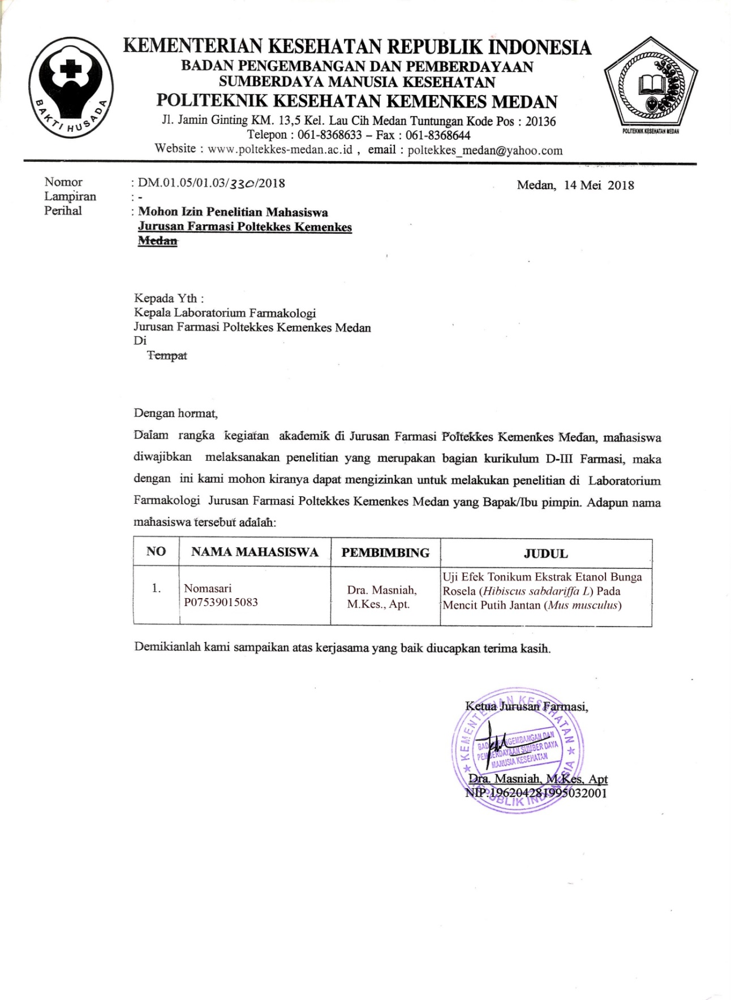 KEMENTERIAN KESEHATAN REPUBLIK INDONESIA
BADAN PENGEMBANGAN DAN PEMBERDAYAAN
SUMBERDAYA MANUSIA KESEHATAN
POLITEKNIK KESEHATAN KEMENKES MEDAN
Jl. Jamin Ginting KM. 13,5 Kel. Lau Cih Medan Tuntungan Kode Pos : 20136
Telepon : 061-8368633 – Fax : 061-8368644
Website : www.poltekkes-medan.ac.id , email : poltekkes_medan@yahoo.com
BAKTI HUSADA
POLITEKNIK KESEHATAN MEDAN
Nomor : DM.01.05/01.03/330/2018 Medan, 14 Mei 2018
Lampiran : -
Perihal : Mohon Izin Penelitian Mahasiswa
Jurusan Farmasi Poltekkes Kemenkes
Medan
Kepada Yth :
Kepala Laboratorium Farmakologi
Jurusan Farmasi Poltekkes Kemenkes Medan
Di
Tempat
Dengan hormat,
Dalam rangka kegiatan akademik di Jurusan Farmasi Poltekkes Kemenkes Medan, mahasiswa
diwajibkan melaksanakan penelitian yang merupakan bagian kurikulum D-III Farmasi, maka
dengan ini kami mohon kiranya dapat mengizinkan untuk melakukan penelitian di Laboratorium
Farmakologi Jurusan Farmasi Poltekkes Kemenkes Medan yang Bapak/Ibu pimpin. Adapun nama
mahasiswa tersebut adalah:
NO NAMA MAHASISWA PEMBIMBING JUDUL
1. Nomasari
P07539015083
Dra. Masniah,
M.Kes., Apt.
Uji Efek Tonikum Ekstrak Etanol Bunga
Rosela (Hibiscus sabdariffa L) Pada
Mencit Putih Jantan (Mus musculus)
Demikianlah kami sampaikan atas kerjasama yang baik diucapkan terima kasih.
Ketua Jurusan Farmasi,
KEMENTERIAN KESEHATAN
BADAN PENGEMBANGAN DAN
PEMBERDAYAAN SUMBER DAYA
MANUSIA KESEHATAN
REPUBLIK INDONESIA
Dra. Masniah, M.Kes, Apt
NIP.196204281995032001